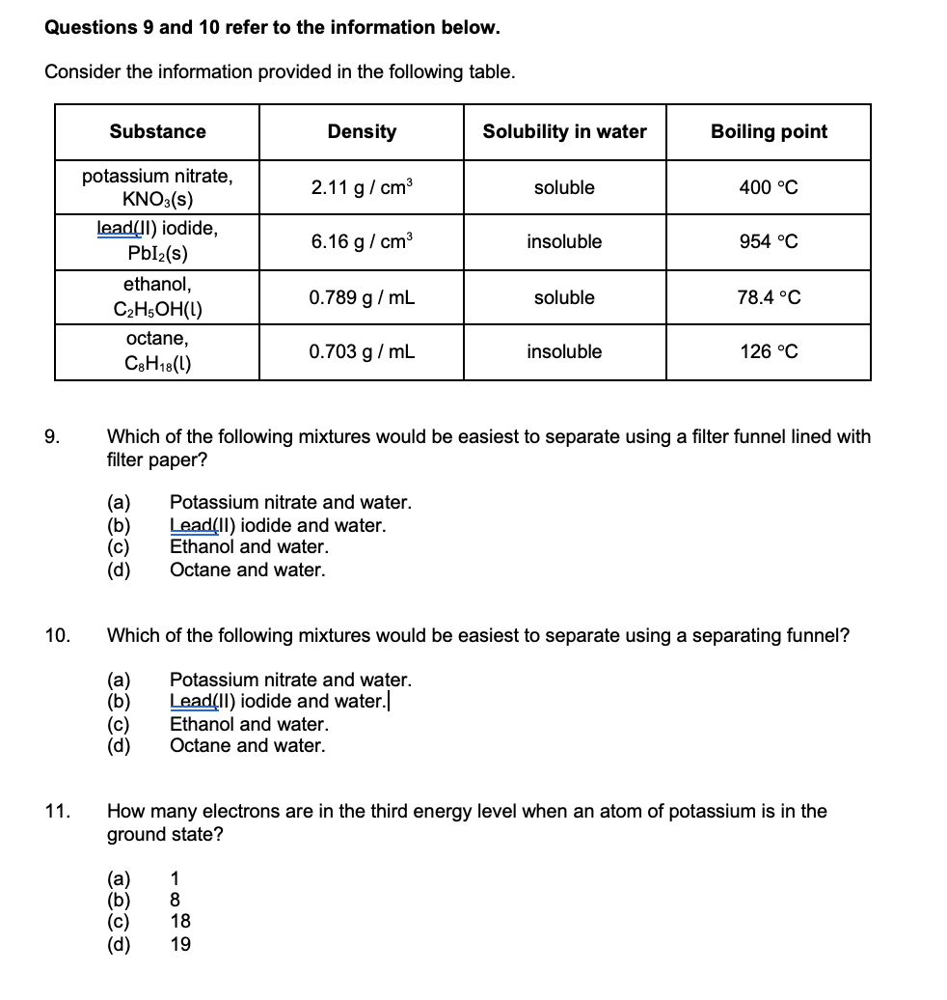 Questions 9 and 10 refer to the information below.
Consider the information provided in the following table.
Substance Density Solubility in water Boiling point
potassium nitrate,
KNO₃(s) 2.11 g / cm³ soluble 400 °C
lead(II) iodide,
PbI₂(s) 6.16 g / cm³ insoluble 954 °C
ethanol,
C₂H₅OH(l) 0.789 g / mL soluble 78.4 °C
octane,
C₈H₁₈(l) 0.703 g / mL insoluble 126 °C
9. Which of the following mixtures would be easiest to separate using a filter funnel lined with
filter paper?
(a) Potassium nitrate and water.
(b) Lead(II) iodide and water.
(c) Ethanol and water.
(d) Octane and water.
10. Which of the following mixtures would be easiest to separate using a separating funnel?
(a) Potassium nitrate and water.
(b) Lead(II) iodide and water.
(c) Ethanol and water.
(d) Octane and water.
11. How many electrons are in the third energy level when an atom of potassium is in the
ground state?
(a) 1
(b) 8
(c) 18
(d) 19